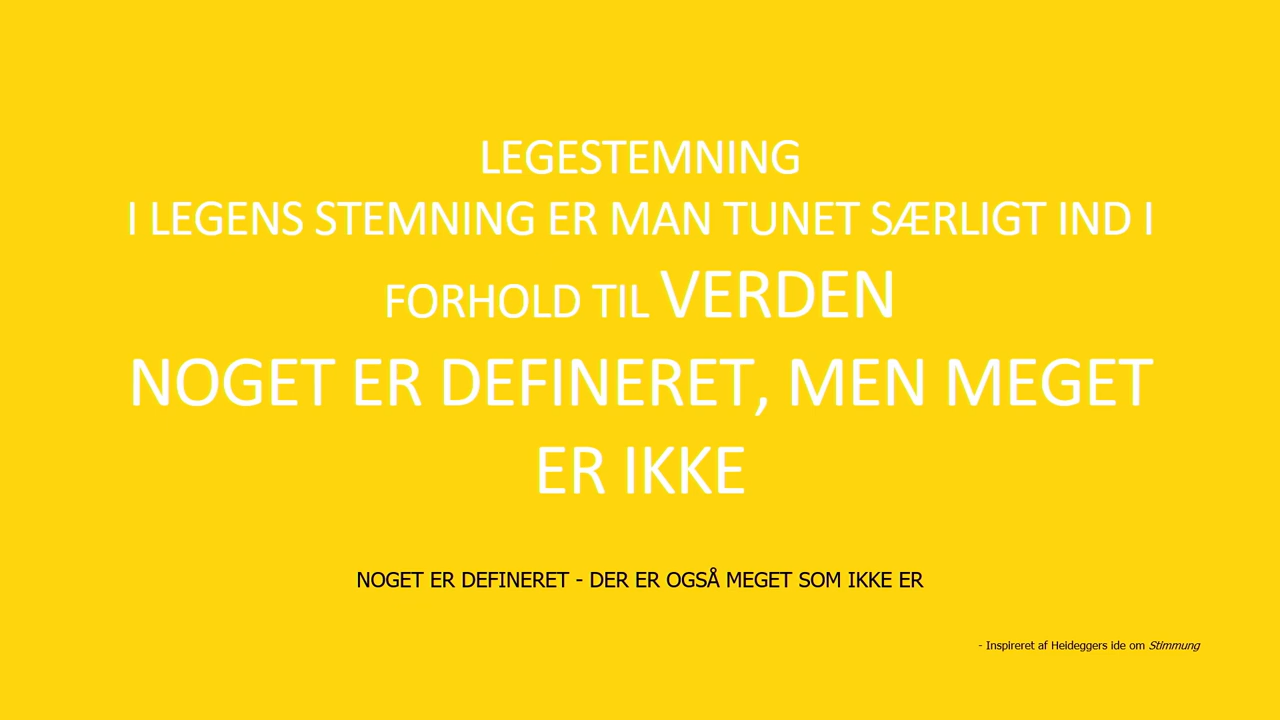 LEGESTEMNING
I LEGENS STEMNING ER MAN TUNET SÆRLIGT IND I
FORHOLD TIL VERDEN
NOGET ER DEFINERET, MEN MEGET
ER IKKE
NOGET ER DEFINERET - DER ER OGSÅ MEGET SOM IKKE ER
- Inspireret af Heideggers ide om Stimmung